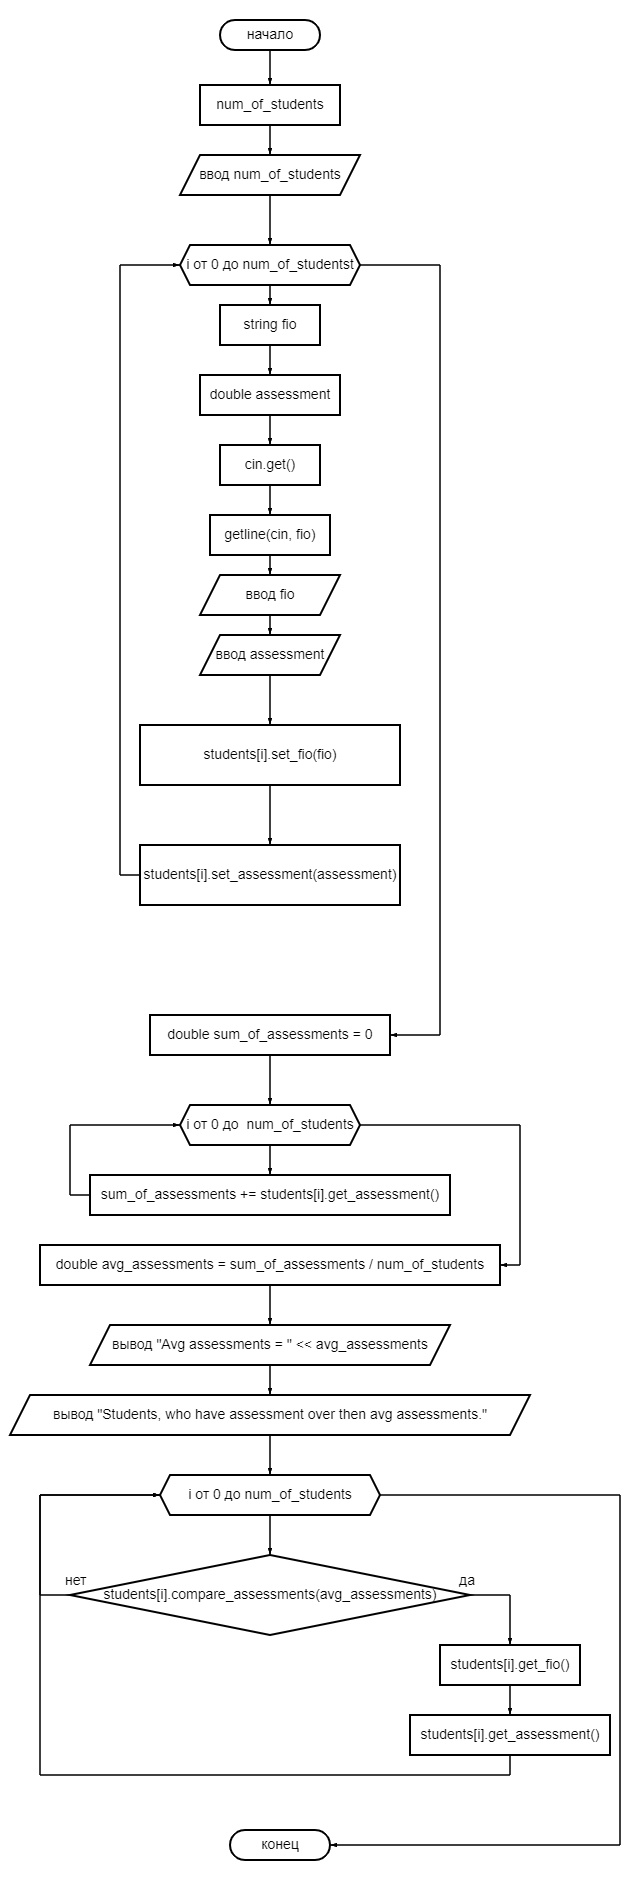 начало
num_of_students
ввод num_of_students
i от 0 до num_of_studentst
string fio
double assessment
cin.get()
getline(cin, fio)
ввод fio
ввод assessment
students[i].set_fio(fio)
students[i].set_assessment(assessment)
double sum_of_assessments = 0
i от 0 до  num_of_students
sum_of_assessments += students[i].get_assessment()
double avg_assessments = sum_of_assessments / num_of_students
вывод "Avg assessments = " << avg_assessments
вывод "Students, who have assessment over then avg assessments."
i от 0 до num_of_students
нет
да
students[i].compare_assessments(avg_assessments)
students[i].get_fio()
students[i].get_assessment()
конец